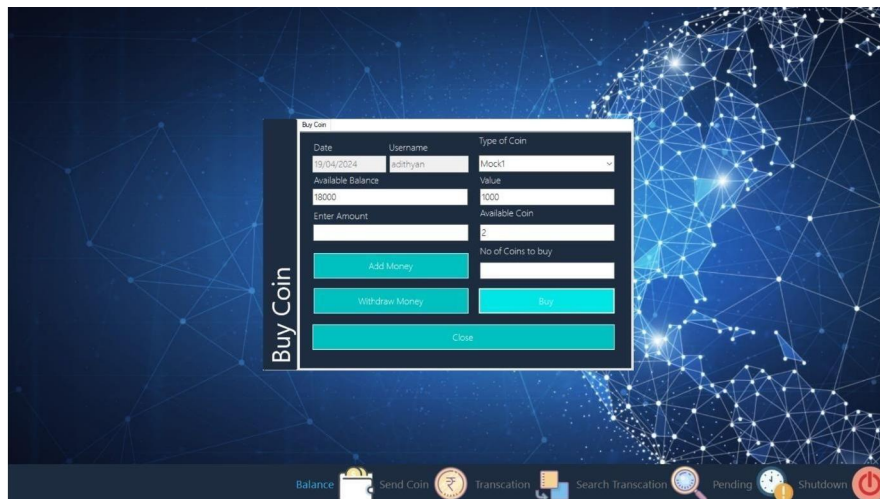 Buy Coin
Buy Coin
Date Username Type of Coin
19/04/2024 adithyan Mock1
Available Balance Value
18000 1000
Enter Amount Available Coin
2
No of Coins to buy
Add Money
Withdraw Money Buy
Close
Balance Send Coin ₹ Transcation Search Transcation Pending Shutdown